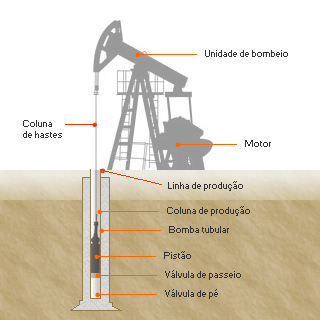 Unidade de bombeio
Coluna
de hastes
Motor
Linha de produção
Coluna de produção
Bomba tubular
Pistão
Válvula de passeio
Válvula de pé